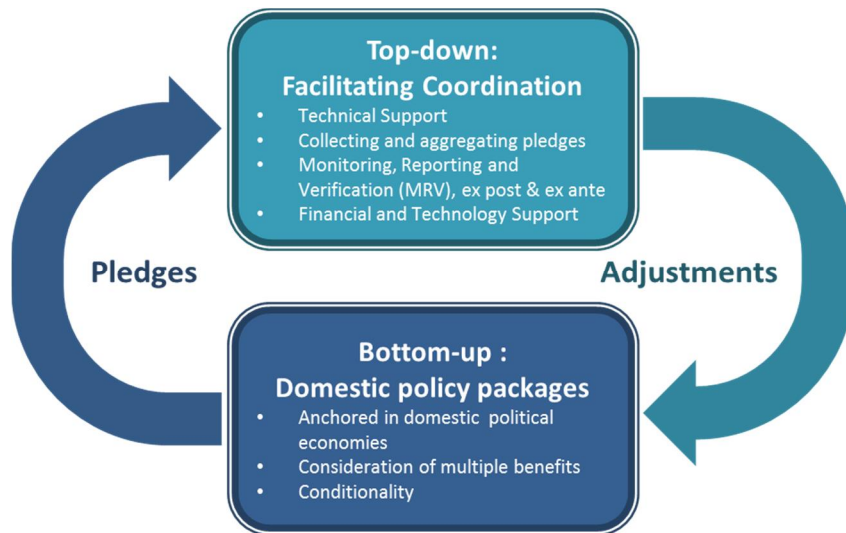 Top-down:
Facilitating Coordination
• Technical Support
• Collecting and aggregating pledges
• Monitoring, Reporting and
Verification (MRV), ex post & ex ante
• Financial and Technology Support
Pledges
Adjustments
Bottom-up :
Domestic policy packages
• Anchored in domestic political
economies
• Consideration of multiple benefits
• Conditionality